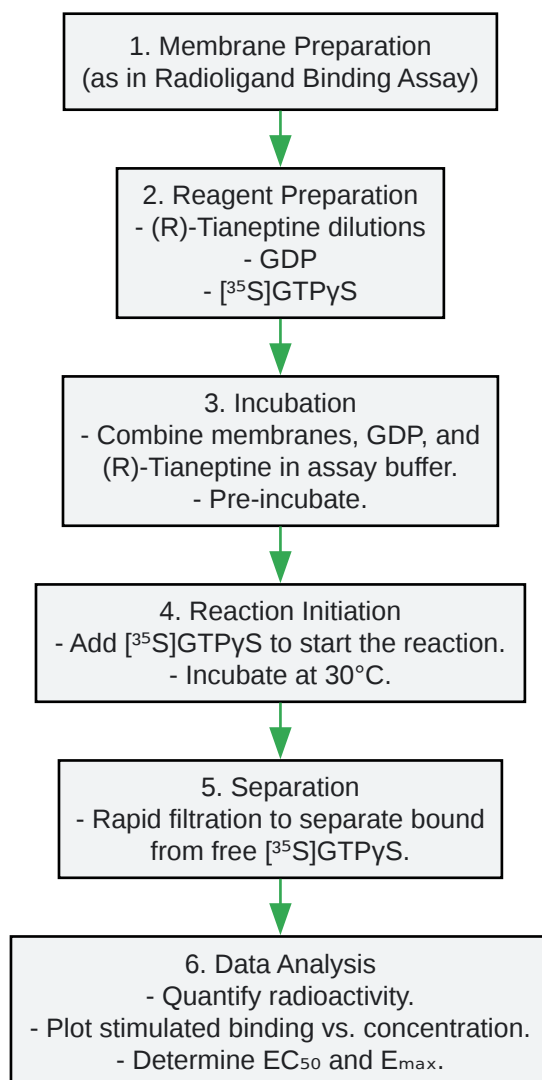 1. Membrane Preparation
(as in Radioligand Binding Assay)
2. Reagent Preparation
- (R)-Tianeptine dilutions
- GDP
- [³⁵S]GTPγS
3. Incubation
- Combine membranes, GDP, and
(R)-Tianeptine in assay buffer.
- Pre-incubate.
4. Reaction Initiation
- Add [³⁵S]GTPγS to start the reaction.
- Incubate at 30°C.
5. Separation
- Rapid filtration to separate bound
from free [³⁵S]GTPγS.
6. Data Analysis
- Quantify radioactivity.
- Plot stimulated binding vs. concentration.
- Determine EC₅₀ and Eₘₐₓ.